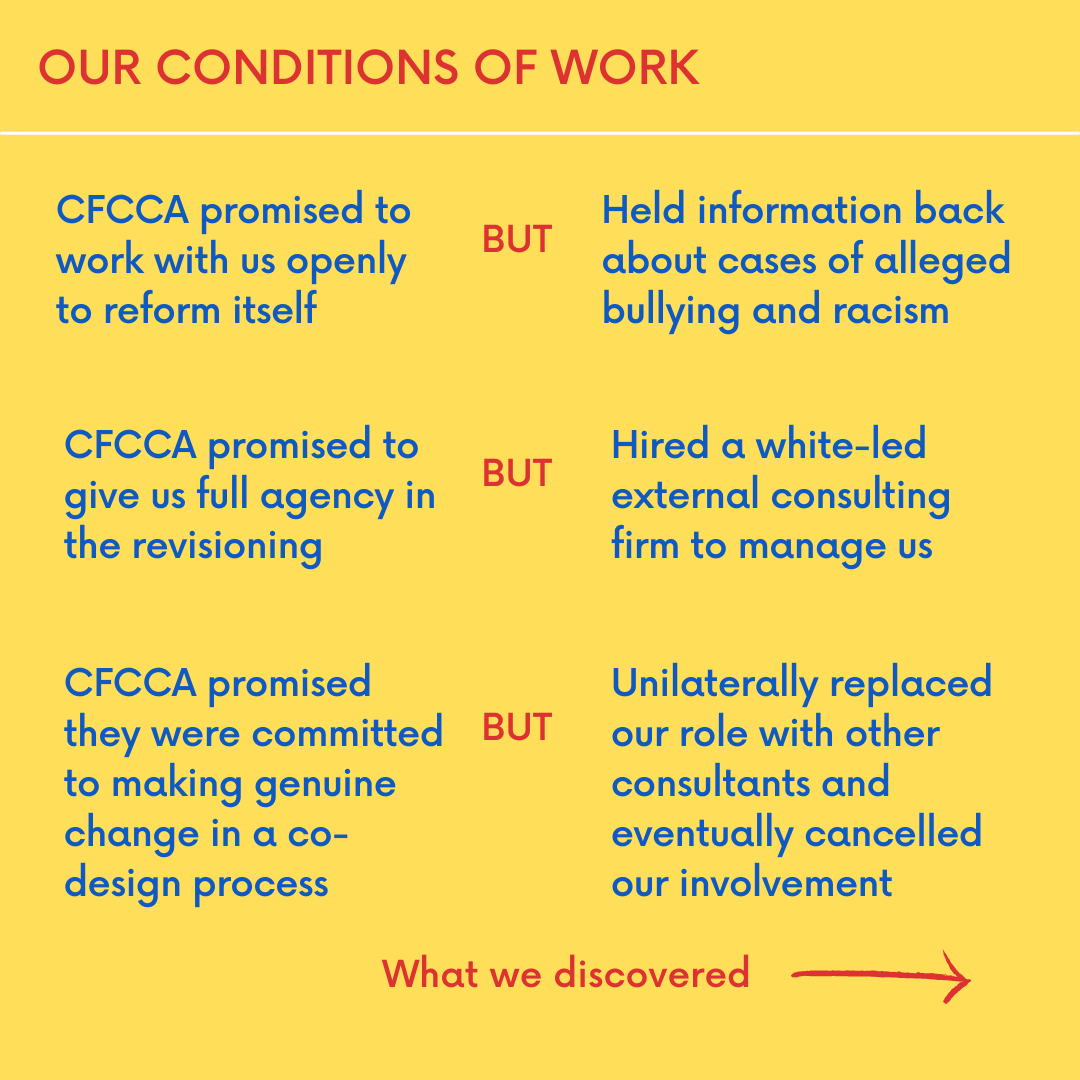 OUR CONDITIONS OF WORK
CFCCA promised to
work with us openly
to reform itself
BUT
Held information back
about cases of alleged
bullying and racism
CFCCA promised to
give us full agency in
the revisioning
BUT
Hired a white-led
external consulting
firm to manage us
CFCCA promised
they were committed
to making genuine
change in a co-
design process
BUT
Unilaterally replaced
our role with other
consultants and
eventually cancelled
our involvement
What we discovered